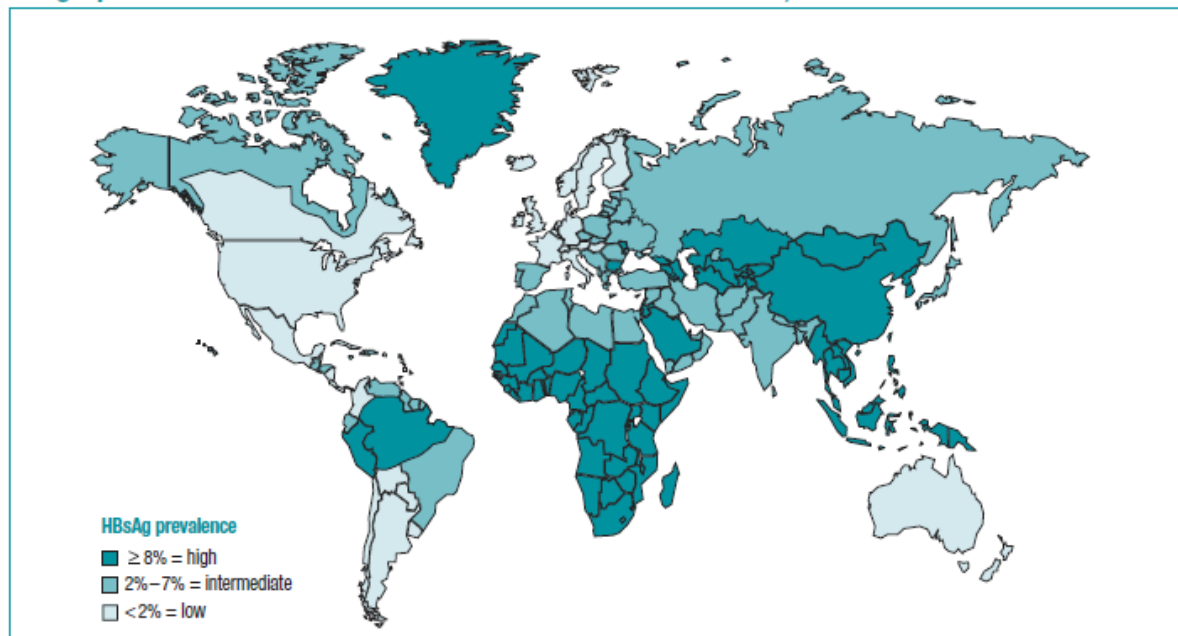 HBsAg prevalence
≥ 8% = high
2%–7% = intermediate
<2% = low